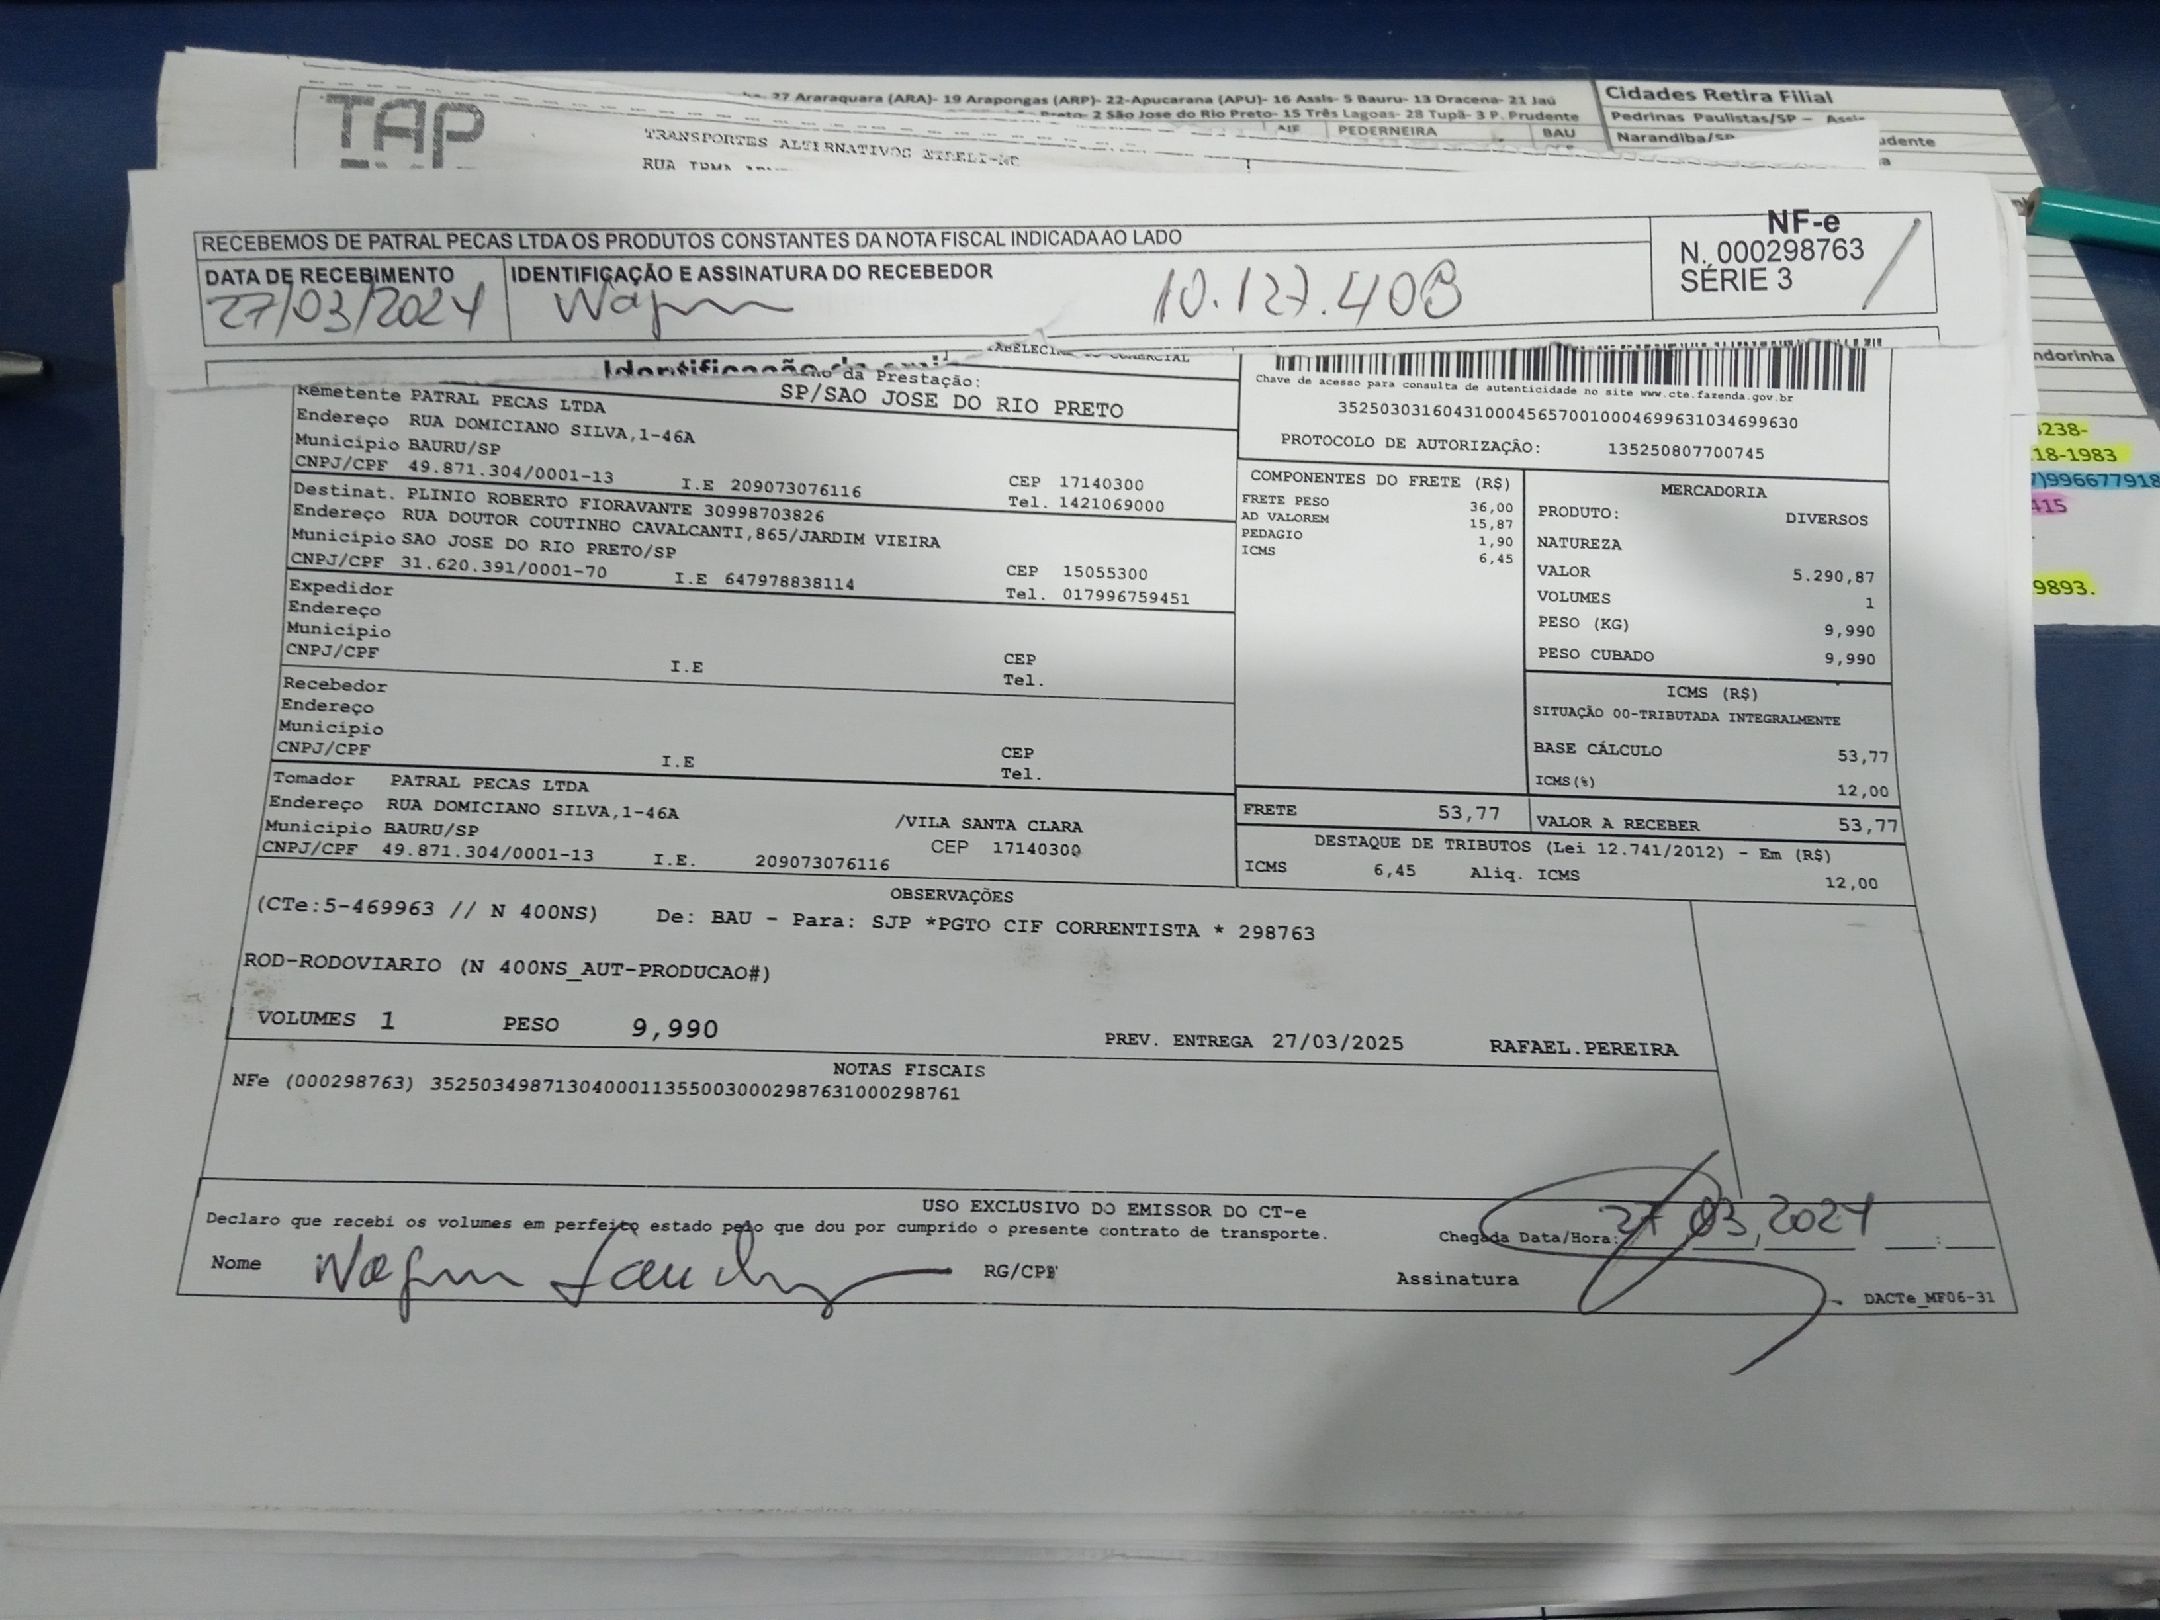 27 Araraquara (ARA)- 19 Arapongas (ARP)- 22-Apucarana (APU)- 16 Assis- 5 Bauru- 13 Dracena- 21 Jaú
2 São Jose do Rio Preto- 15 Três Lagoas- 28 Tupã- 3 P. Prudente
PEDERNEIRA BAU
Cidades Retira Filial
Pedrinas Paulistas/SP –
Narandiba/SP
TAP
TRANSPORTES ALTERNATIVOS
RUA
RECEBEMOS DE PATRAL PECAS LTDA OS PRODUTOS CONSTANTES DA NOTA FISCAL INDICADA AO LADO
DATA DE RECEBIMENTO
27/03/2024
IDENTIFICAÇÃO E ASSINATURA DO RECEBEDOR
10.127.408
NF-e
N. 000298763
SÉRIE 3
da Prestação:
SP/SAO JOSE DO RIO PRETO
Chave de acesso para consulta de autenticidade no site www.cte.fazenda.gov.br
35250303160431000456570010004699631034699630
PROTOCOLO DE AUTORIZAÇÃO: 135250807700745
Remetente PATRAL PECAS LTDA
Endereço RUA DOMICIANO SILVA,1-46A
Município BAURU/SP
CNPJ/CPF 49.871.304/0001-13 I.E 209073076116
CEP 17140300
Tel. 1421069000
Destinat. PLINIO ROBERTO FIORAVANTE 30998703826
Endereço RUA DOUTOR COUTINHO CAVALCANTI,865/JARDIM VIEIRA
Município SAO JOSE DO RIO PRETO/SP
CNPJ/CPF 31.620.391/0001-70 I.E 647978838114
CEP 15055300
Tel. 017996759451
Expedidor
Endereço
Município
CNPJ/CPF I.E
CEP
Tel.
Recebedor
Endereço
Município
CNPJ/CPF I.E
CEP
Tel.
Tomador PATRAL PECAS LTDA
Endereço RUA DOMICIANO SILVA,1-46A /VILA SANTA CLARA
Município BAURU/SP CEP 17140300
CNPJ/CPF 49.871.304/0001-13 I.E. 209073076116
COMPONENTES DO FRETE (R$)
FRETE PESO 36,00
AD VALOREM 15,87
PEDAGIO 1,90
ICMS 6,45
MERCADORIA
PRODUTO: DIVERSOS
NATUREZA
VALOR 5.290,87
VOLUMES 1
PESO (KG) 9,990
PESO CUBADO 9,990
ICMS (R$)
SITUAÇÃO 00-TRIBUTADA INTEGRALMENTE
BASE CÁLCULO 53,77
ICMS(%) 12,00
FRETE 53,77
VALOR A RECEBER 53,77
DESTAQUE DE TRIBUTOS (Lei 12.741/2012) - Em (R$)
ICMS 6,45 Aliq. ICMS 12,00
OBSERVAÇÕES
(CTe:5-469963 // N 400NS) De: BAU - Para: SJP *PGTO CIF CORRENTISTA * 298763
ROD-RODOVIARIO (N 400NS_AUT-PRODUCAO#)
VOLUMES 1 PESO 9,990 PREV. ENTREGA 27/03/2025 RAFAEL.PEREIRA
NOTAS FISCAIS
NFe (000298763) 35250349871304000113550030002987631000298761
USO EXCLUSIVO DO EMISSOR DO CT-e
Declaro que recebi os volumes em perfeito estado pelo que dou por cumprido o presente contrato de transporte.
Nome RG/CPF
Chegada Data/Hora: 27 03, 2024 :
Assinatura
DACTe_MF06-31
18-1983
996677918
415
9893.